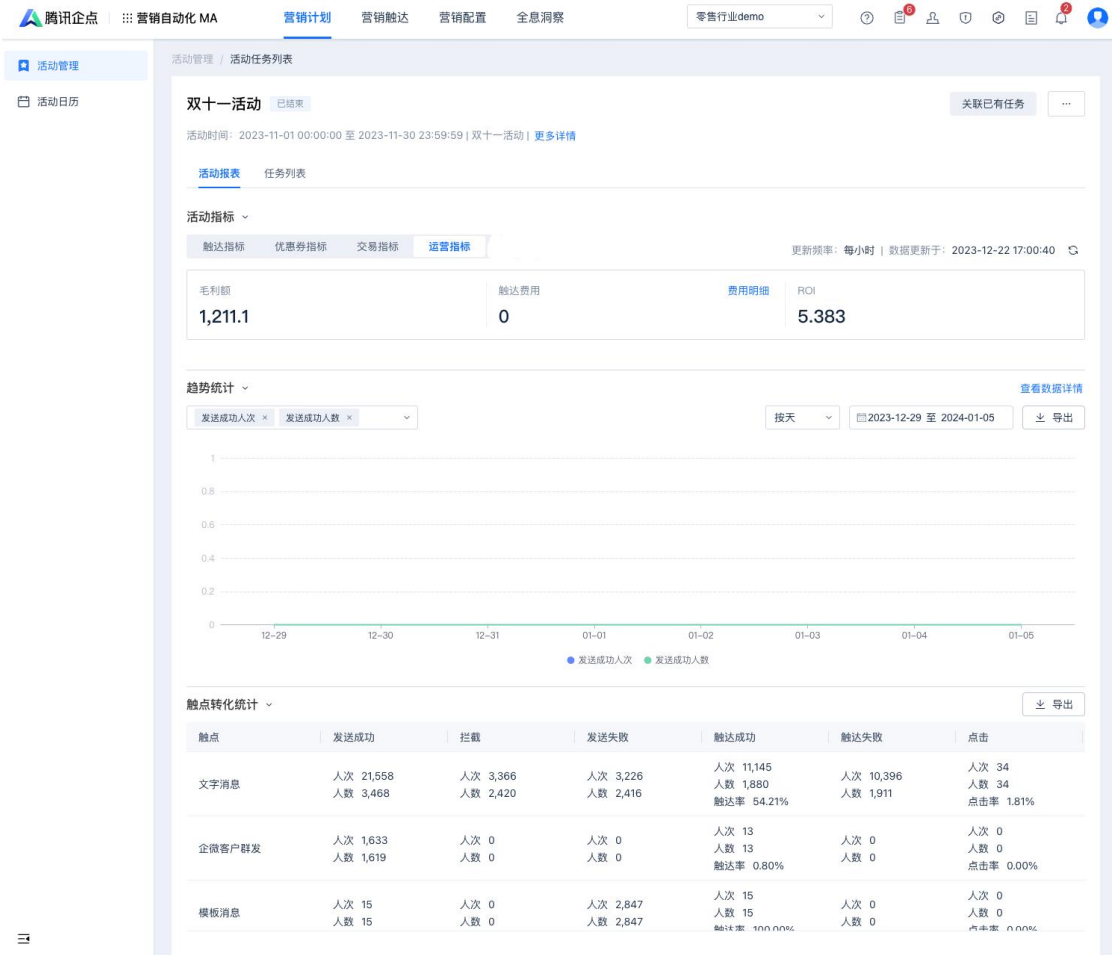 腾讯企点 营销自动化 MA 营销计划 营销触达 营销配置 全息洞察 零售行业demo 6 2
活动管理
活动日历
活动管理 / 活动任务列表
双十一活动 已结束 关联已有任务 ...
活动时间：2023-11-01 00:00:00 至 2023-11-30 23:59:59 | 双十一活动 | 更多详情
活动报表 任务列表
活动指标
触达指标 优惠券指标 交易指标 运营指标 更新频率：每小时 | 数据更新于：2023-12-22 17:00:40
毛利额 触达费用 费用明细 ROI
1,211.1 0 5.383
趋势统计 查看数据详情
发送成功人次 × 发送成功人数 × 按天 2023-12-29 至 2024-01-05 导出
1
0.8
0.6
0.4
0.2
0
12-29 12-30 12-31 01-01 01-02 01-03 01-04 01-05
发送成功人次 发送成功人数
触点转化统计 导出
触点 发送成功 拦截 发送失败 触达成功 触达失败 点击
文字消息
人次 21,558
人数 3,468
人次 3,366
人数 2,420
人次 3,226
人数 2,416
人次 11,145
人数 1,880
触达率 54.21%
人次 10,396
人数 1,911
人次 34
人数 34
点击率 1.81%
企微客户群发
人次 1,633
人数 1,619
人次 0
人数 0
人次 0
人数 0
人次 13
人数 13
触达率 0.80%
人次 0
人数 0
人次 0
人数 0
点击率 0.00%
模板消息
人次 15
人数 15
人次 0
人数 0
人次 2,847
人数 2,847
人次 15
人数 15
触达率 100.00%
人次 0
人数 0
人次 0
人数 0
点击率 0.00%